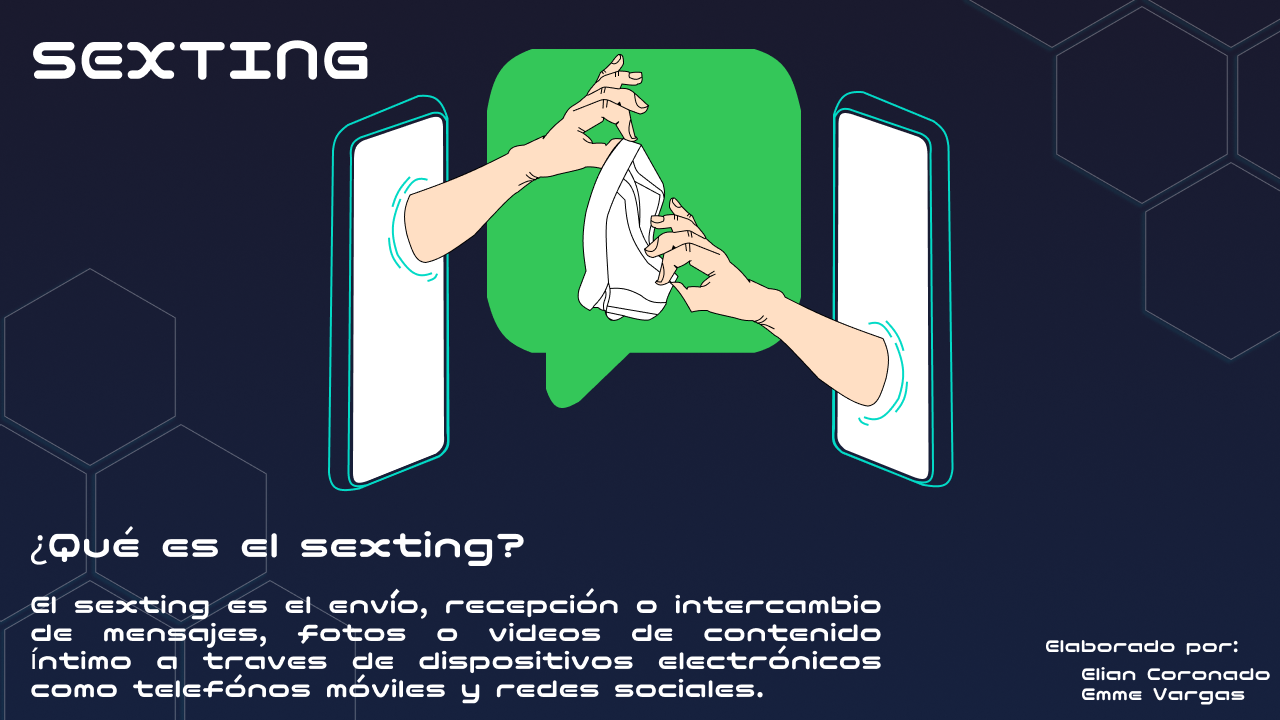 SEXTING
¿Qué es el sexting?
El sexting es el envío, recepción o intercambio
de mensajes, fotos o videos de contenido
íntimo a traves de dispositivos electrónicos
como telefónos móviles y redes sociales.
Elaborado por:
Elian Coronado
Emme Vargas